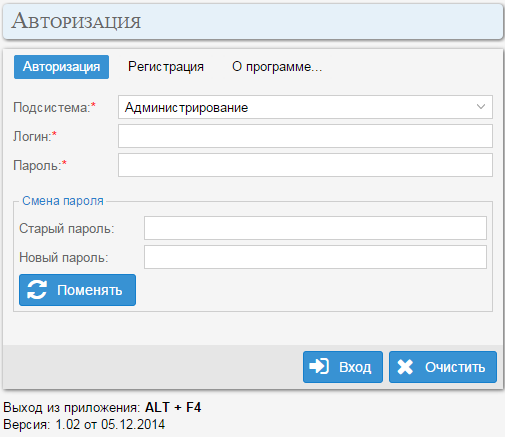 Авторизация
Авторизация Регистрация О программе...
Подсистема:* Администрирование
Логин:*
Пароль:*
Смена пароля
Старый пароль:
Новый пароль:
Поменять
Вход Очистить
Выход из приложения: ALT + F4
Версия: 1.02 от 05.12.2014